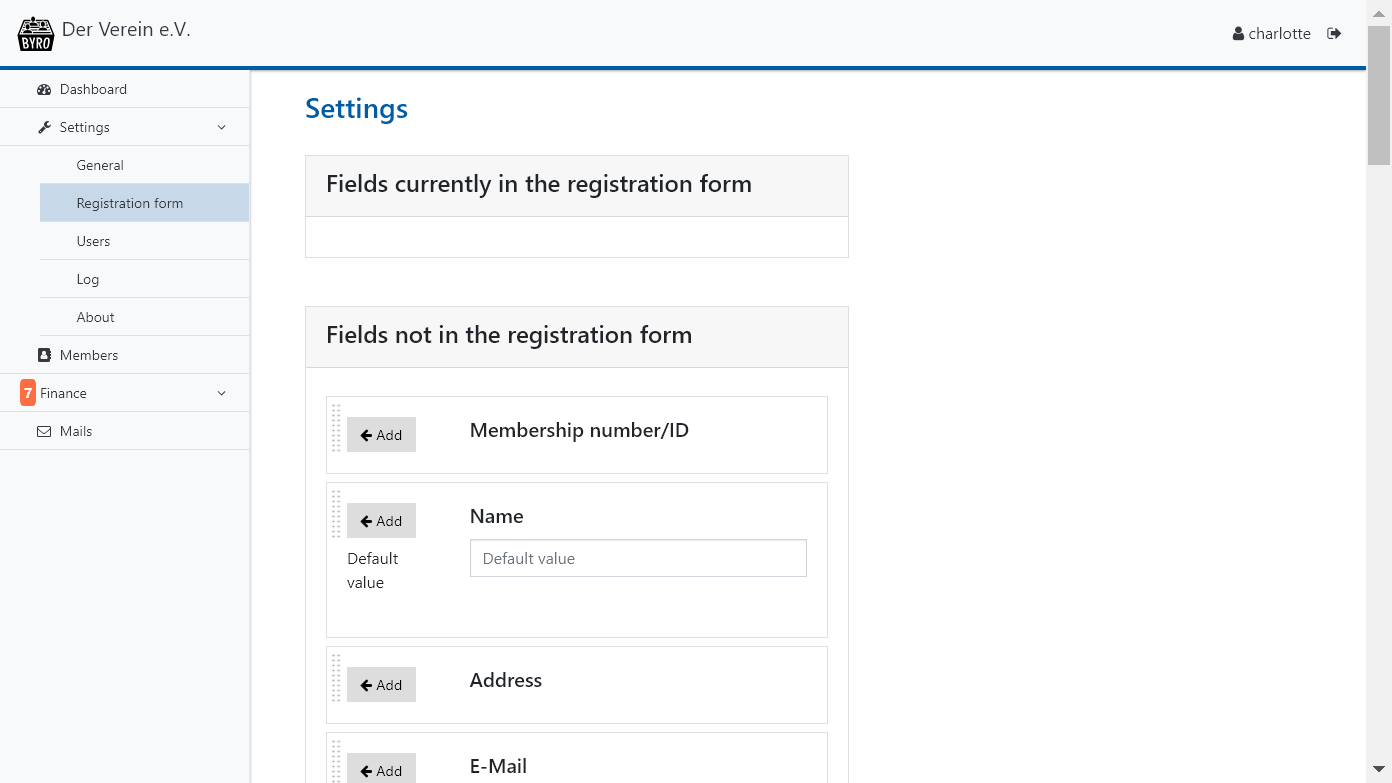 BYRO Der Verein e.V.
charlotte
Dashboard
Settings
General
Registration form
Users
Log
About
Members
7 Finance
Mails
Settings
Fields currently in the registration form
Fields not in the registration form
Add Membership number/ID
Add Name
Default value
Default value
Add Address
Add E-Mail